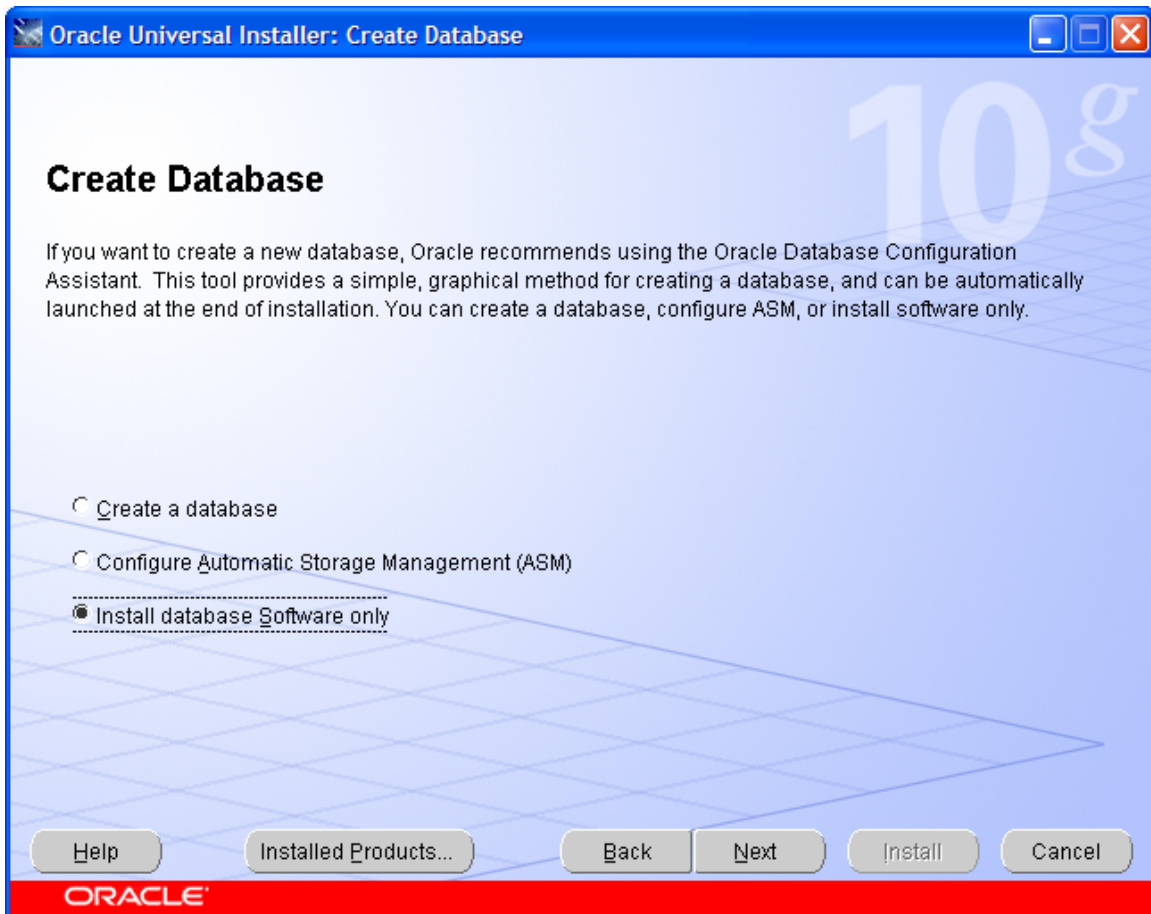 Oracle Universal Installer: Create Database
10g
Create Database
If you want to create a new database, Oracle recommends using the Oracle Database Configuration
Assistant. This tool provides a simple, graphical method for creating a database, and can be automatically
launched at the end of installation. You can create a database, configure ASM, or install software only.
Create a database
Configure Automatic Storage Management (ASM)
Install database Software only
Help Installed Products... Back Next Install Cancel
ORACLE